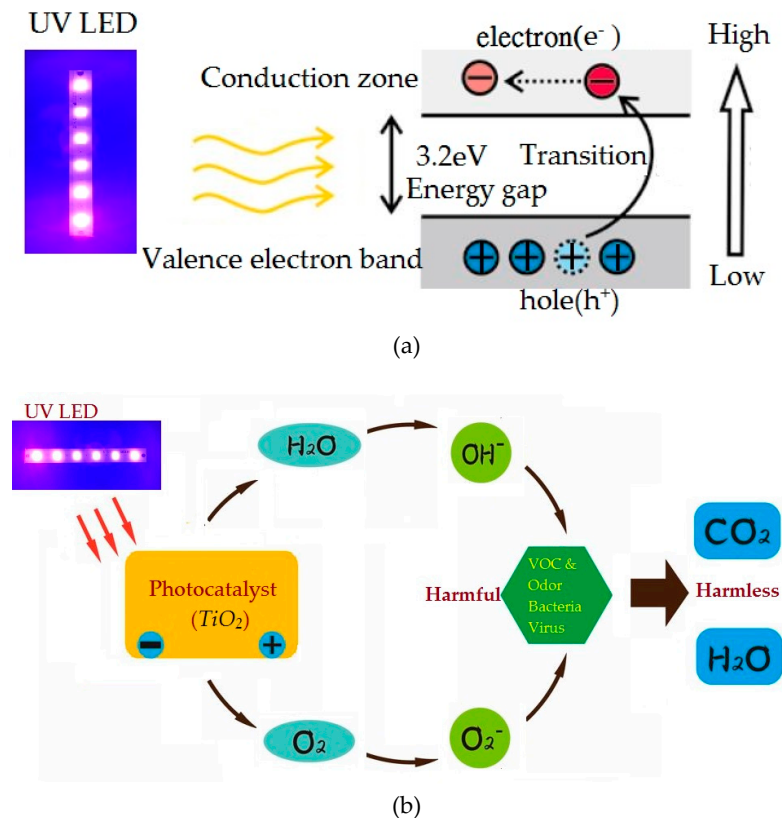 UV LED
electron(e⁻)
High
Conduction zone
3.2eV
Transition
Energy gap
Valence electron band
Low
hole(h⁺)
(a)
UV LED
H₂O
OH⁻
CO₂
Photocatalyst
(TiO₂)
Harmful
VOC &
Odor
Bacteria
Virus
Harmless
H₂O
O₂
O₂⁻
(b)